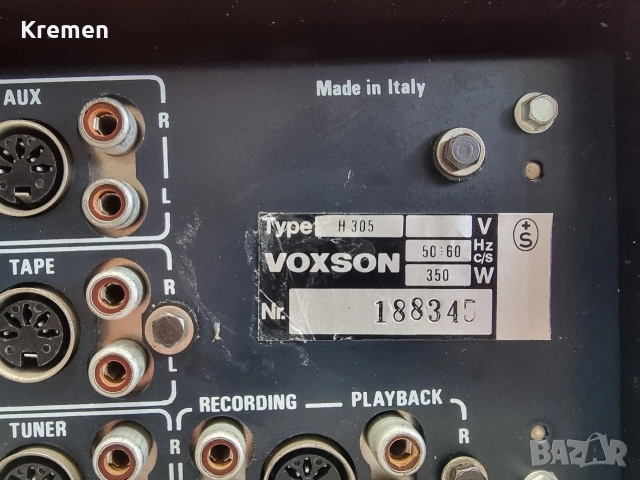 Kremen
AUX
R
L
Made in Italy
Type H 305 V
VOXSON 50:60 Hz c/s
350 W
Nr. 188345
+
S
TAPE
R
L
RECORDING — PLAYBACK
TUNER
R
R
BAZAR